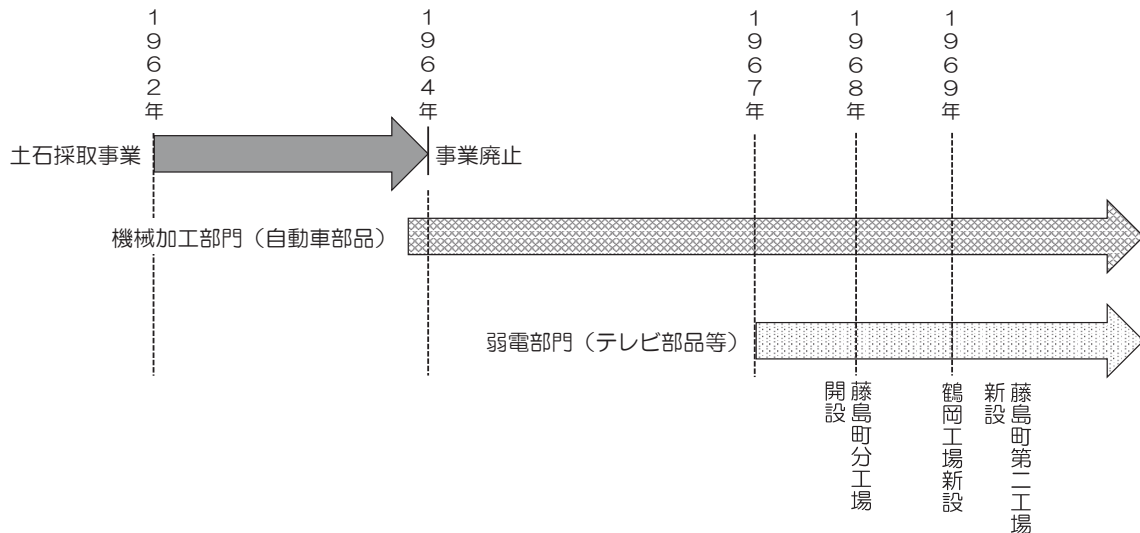 1962年
1964年
1967年
1968年
1969年
土石採取事業
事業廃止
機械加工部門(自動車部品)
弱電部門(テレビ部品等)
藤島町分工場
開設
鶴岡工場新設
藤島町第二工場
新設